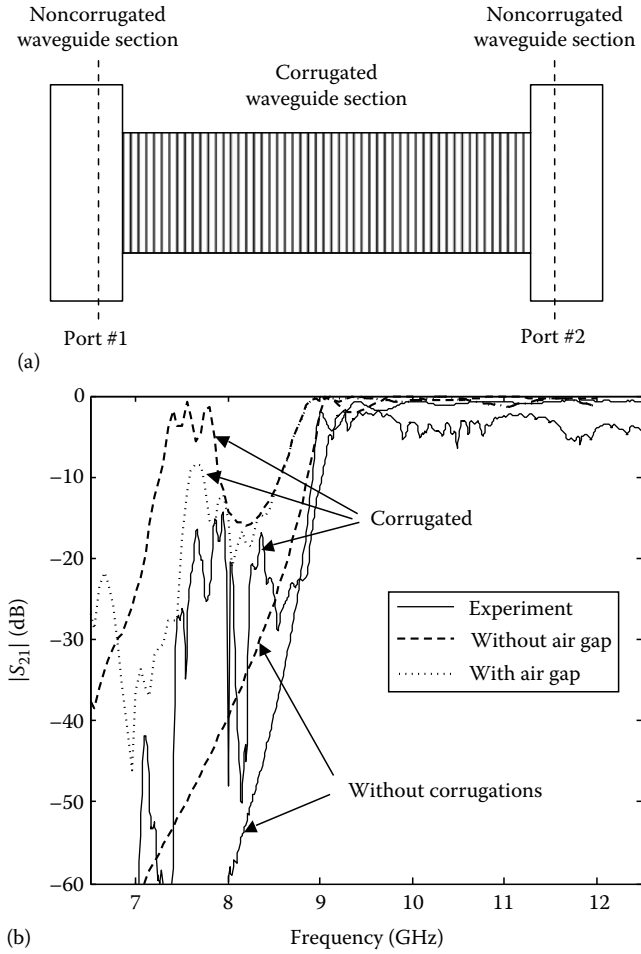 Noncorrugated
waveguide section
Noncorrugated
waveguide section
Corrugated
waveguide section
Port #1
Port #2
(a)
0
−10
−20
−30
−40
−50
−60
|S21| (dB)
Corrugated
Experiment
Without air gap
With air gap
Without corrugations
7
8
9
10
11
12
Frequency (GHz)
(b)